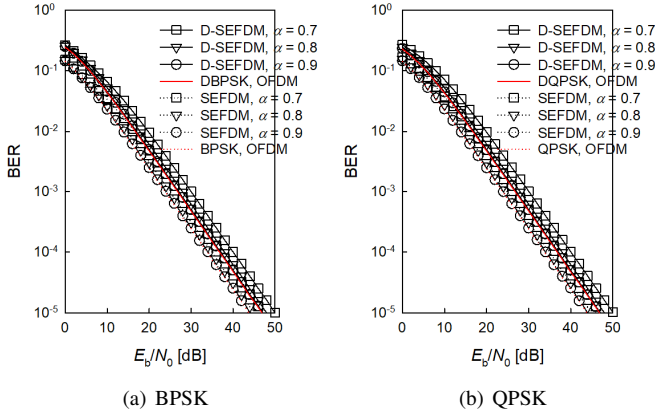 10^0
10^-1
10^-2
10^-3
10^-4
10^-5
BER
0 10 20 30 40 50
E_b/N_0 [dB]
D-SEFDM, α = 0.7
D-SEFDM, α = 0.8
D-SEFDM, α = 0.9
DBPSK, OFDM
SEFDM, α = 0.7
SEFDM, α = 0.8
SEFDM, α = 0.9
BPSK, OFDM
(a) BPSK
10^0
10^-1
10^-2
10^-3
10^-4
10^-5
BER
0 10 20 30 40 50
E_b/N_0 [dB]
D-SEFDM, α = 0.7
D-SEFDM, α = 0.8
D-SEFDM, α = 0.9
DQPSK, OFDM
SEFDM, α = 0.7
SEFDM, α = 0.8
SEFDM, α = 0.9
QPSK, OFDM
(b) QPSK